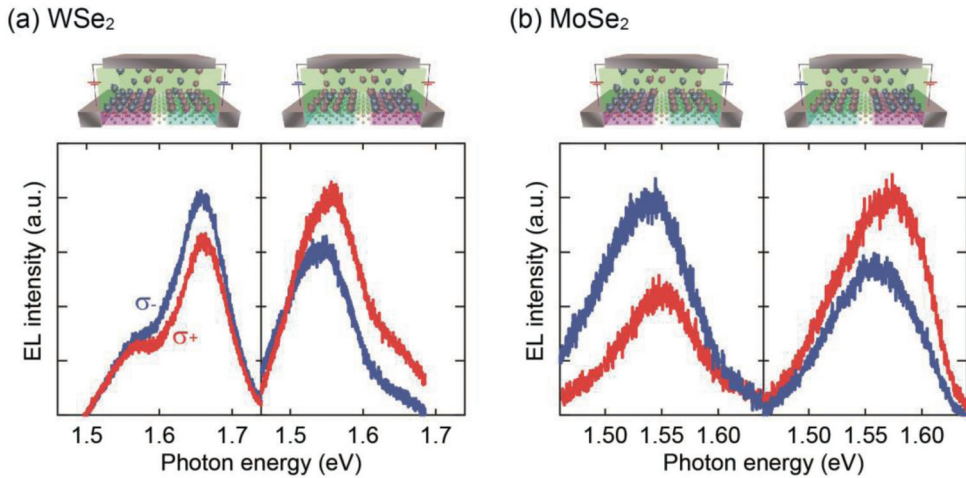 (a) WSe₂
(b) MoSe₂
EL intensity (a.u.)
σ-
σ+
1.5 1.6 1.7 1.5 1.6 1.7
Photon energy (eV)
EL intensity (a.u.)
1.50 1.55 1.60 1.50 1.55 1.60
Photon energy (eV)